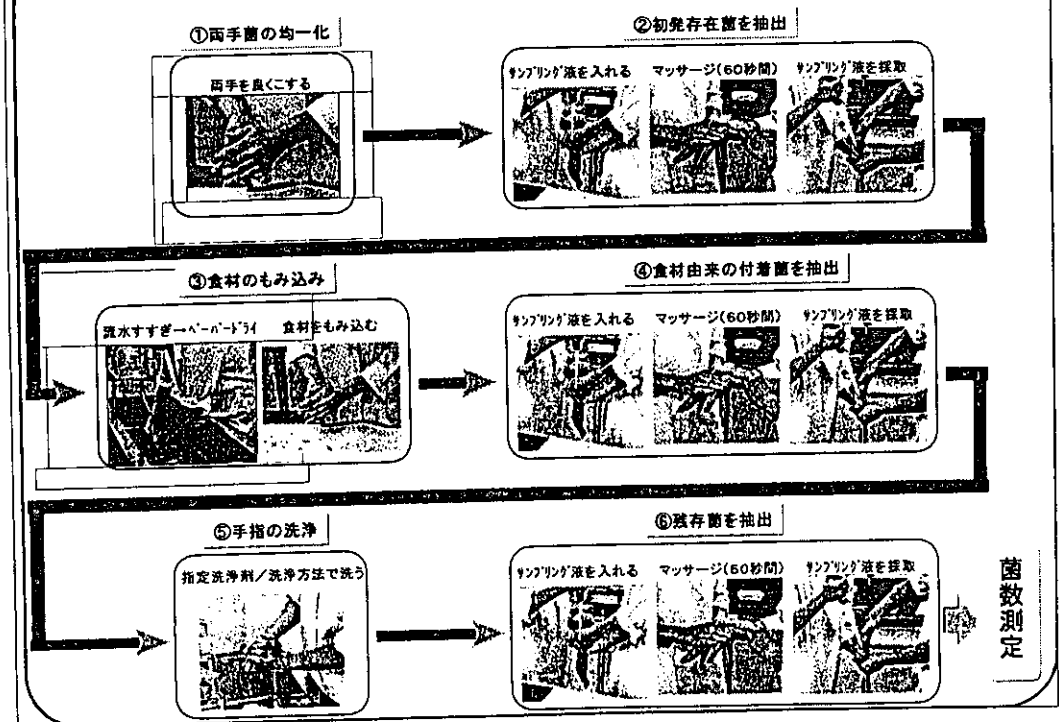 ①両手菌の均一化
両手を良くこする
②初発存在菌を抽出
サンプリング液を入れる
マッサージ(60秒間)
サンプリング液を採取
③食材のもみ込み
流水すすぎ→ペーパードライ
食材をもみ込む
④食材由来の付着菌を抽出
サンプリング液を入れる
マッサージ(60秒間)
サンプリング液を採取
⑤手指の洗浄
指定洗浄剤/洗浄方法で洗う
⑥残存菌を抽出
サンプリング液を入れる
マッサージ(60秒間)
サンプリング液を採取
菌数測定